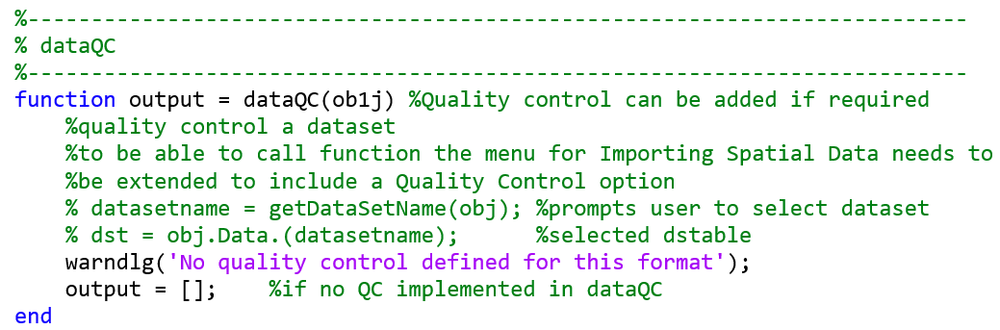 %--------------------------------------------------------------------------
% dataQC
%--------------------------------------------------------------------------
function output = dataQC(ob1j) %Quality control can be added if required
    %quality control a dataset
    %to be able to call function the menu for Importing Spatial Data needs to
    %be extended to include a Quality Control option
    % datasetname = getDataSetName(obj); %prompts user to select dataset
    % dst = obj.Data.(datasetname);      %selected dstable
    warndlg('No quality control defined for this format');
    output = [];    %if no QC implemented in dataQC
end